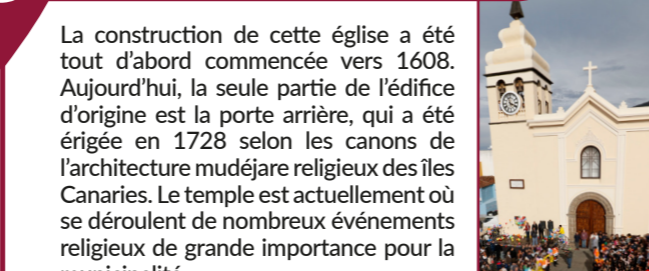 La construction de cette église a été
tout d'abord commencée vers 1608.
Aujourd'hui, la seule partie de l'édifice
d'origine est la porte arrière, qui a été
érigée en 1728 selon les canons de
l'architecture mudéjare religieux des îles
Canaries. Le temple est actuellement où
se déroulent de nombreux événements
religieux de grande importance pour la